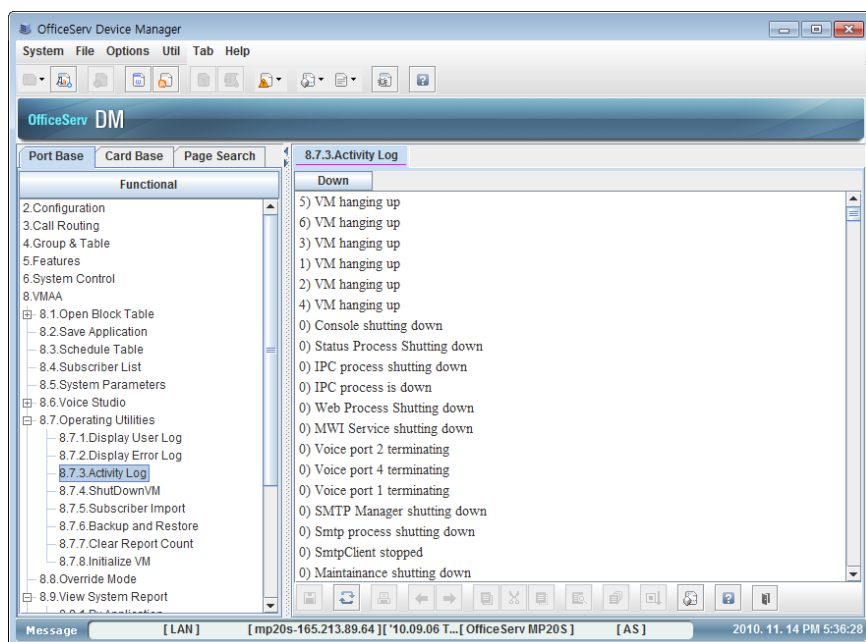 OfficeServ Device Manager
System File Options Util Tab Help
OfficeServ DM
Port Base Card Base Page Search
Functional
2.Configuration
3.Call Routing
4.Group & Table
5.Features
6.System Control
8.VMAA
8.1.Open Block Table
8.2.Save Application
8.3.Schedule Table
8.4.Subscriber List
8.5.System Parameters
8.6.Voice Studio
8.7.Operating Utilities
8.7.1.Display User Log
8.7.2.Display Error Log
8.7.3.Activity Log
8.7.4.ShutDownVM
8.7.5.Subscriber Import
8.7.6.Backup and Restore
8.7.7.Clear Report Count
8.7.8.Initialize VM
8.8.Override Mode
8.9.View System Report
8.7.3.Activity Log
Down
5) VM hanging up
6) VM hanging up
3) VM hanging up
1) VM hanging up
2) VM hanging up
4) VM hanging up
0) Console shutting down
0) Status Process Shutting down
0) IPC process shutting down
0) IPC process is down
0) Web Process Shutting down
0) MWI Service shutting down
0) Voice port 2 terminating
0) Voice port 4 terminating
0) Voice port 1 terminating
0) SMTP Manager shutting down
0) Smtp process shutting down
0) SmtpClient stopped
0) Maintainance shutting down
Message [LAN] [mp20s-165.213.89.64][ '10.09.06 T...[OfficeServ MP20S] [AS] 2010. 11. 14 PM 5:36:28